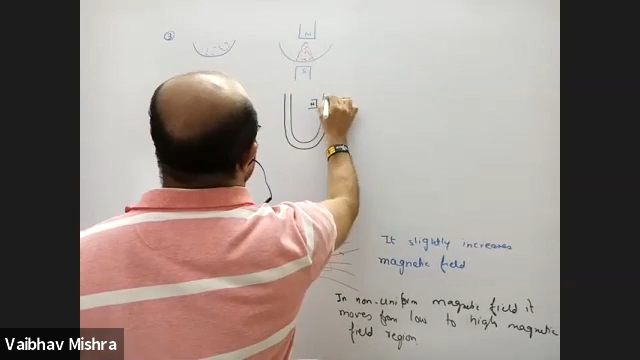 ②
N
S
N
It slightly increases
magnetic field
In non-uniform magnetic field it
moves from low to high magnetic
field region.
Vaibhav Mishra